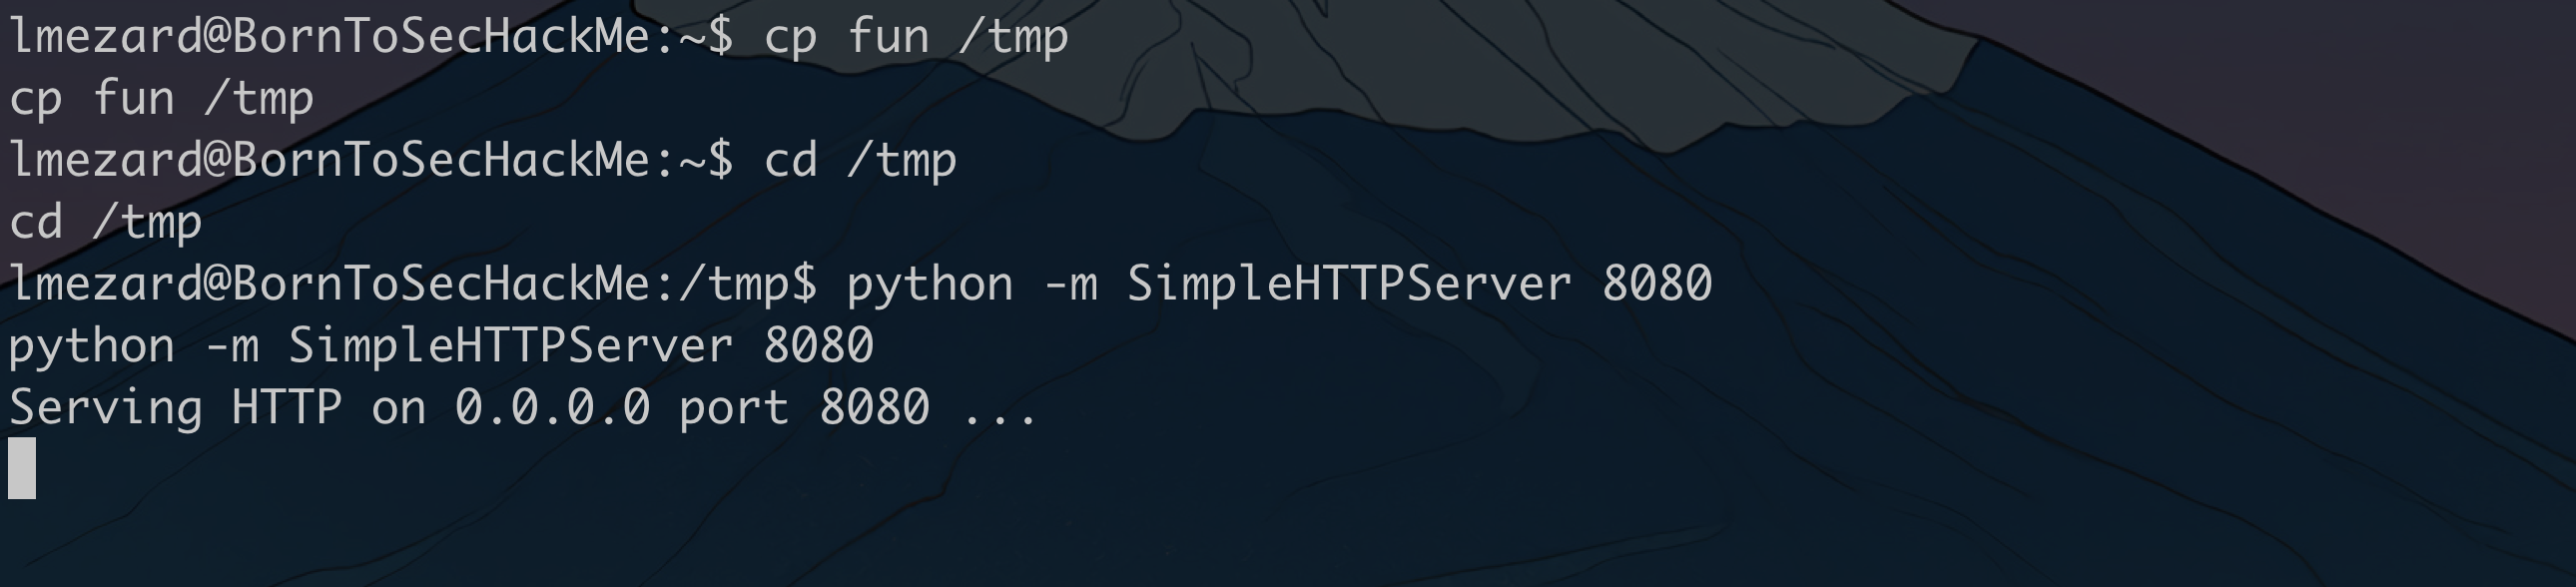 lmezard@BornToSecHackMe:~$ cp fun /tmp
cp fun /tmp
lmezard@BornToSecHackMe:~$ cd /tmp
cd /tmp
lmezard@BornToSecHackMe:/tmp$ python -m SimpleHTTPServer 8080
python -m SimpleHTTPServer 8080
Serving HTTP on 0.0.0.0 port 8080 ...